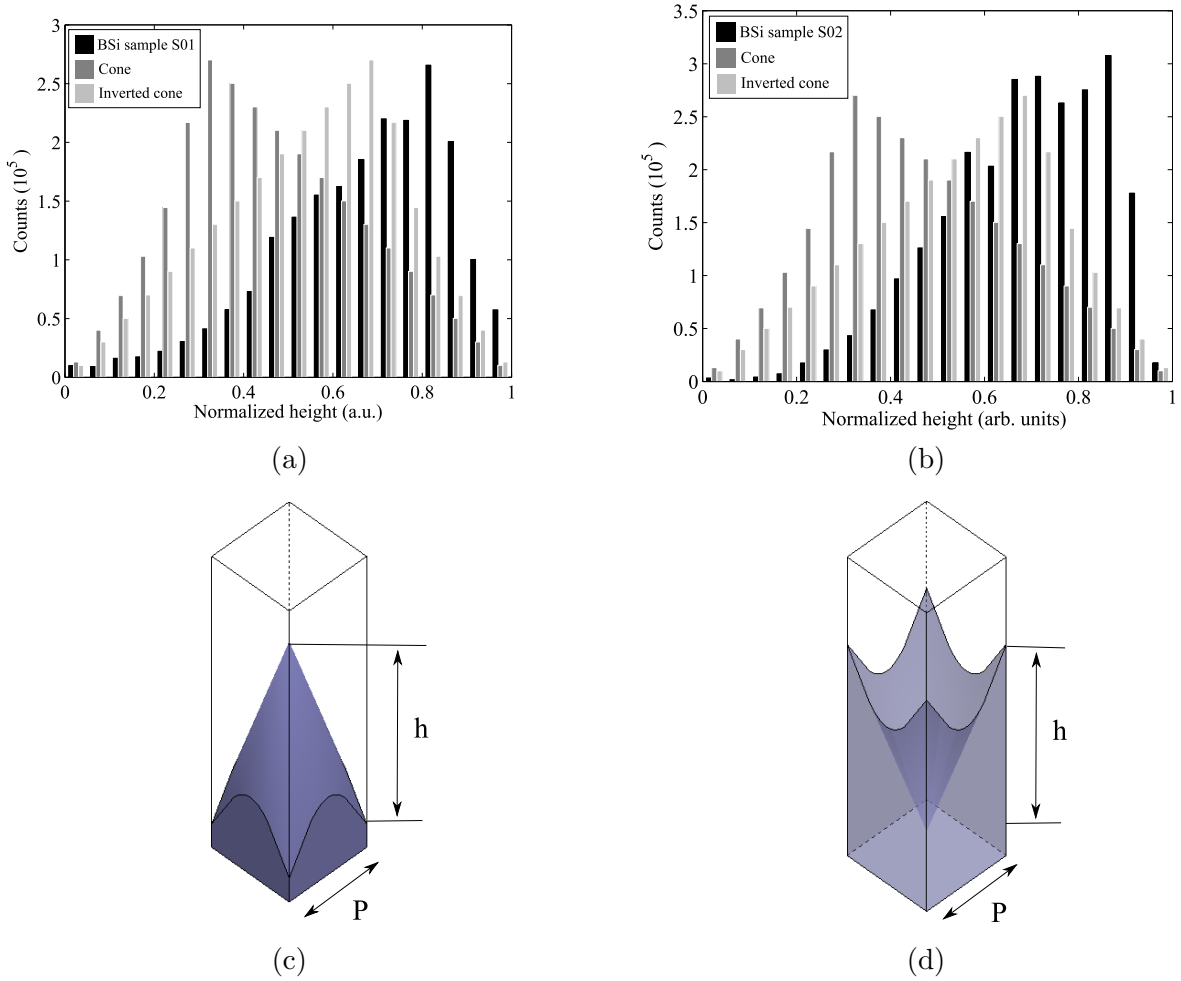 3
2.5
2
1.5
1
0.5
0
Counts (10^5 )
BSi sample S01
Cone
Inverted cone
0 0.2 0.4 0.6 0.8 1
Normalized height (a.u.)
(a)
3.5
3
2.5
2
1.5
1
0.5
0
Counts (10^5 )
BSi sample S02
Cone
Inverted cone
0 0.2 0.4 0.6 0.8 1
Normalized height (arb. units)
(b)
h
P
(c)
h
P
(d)